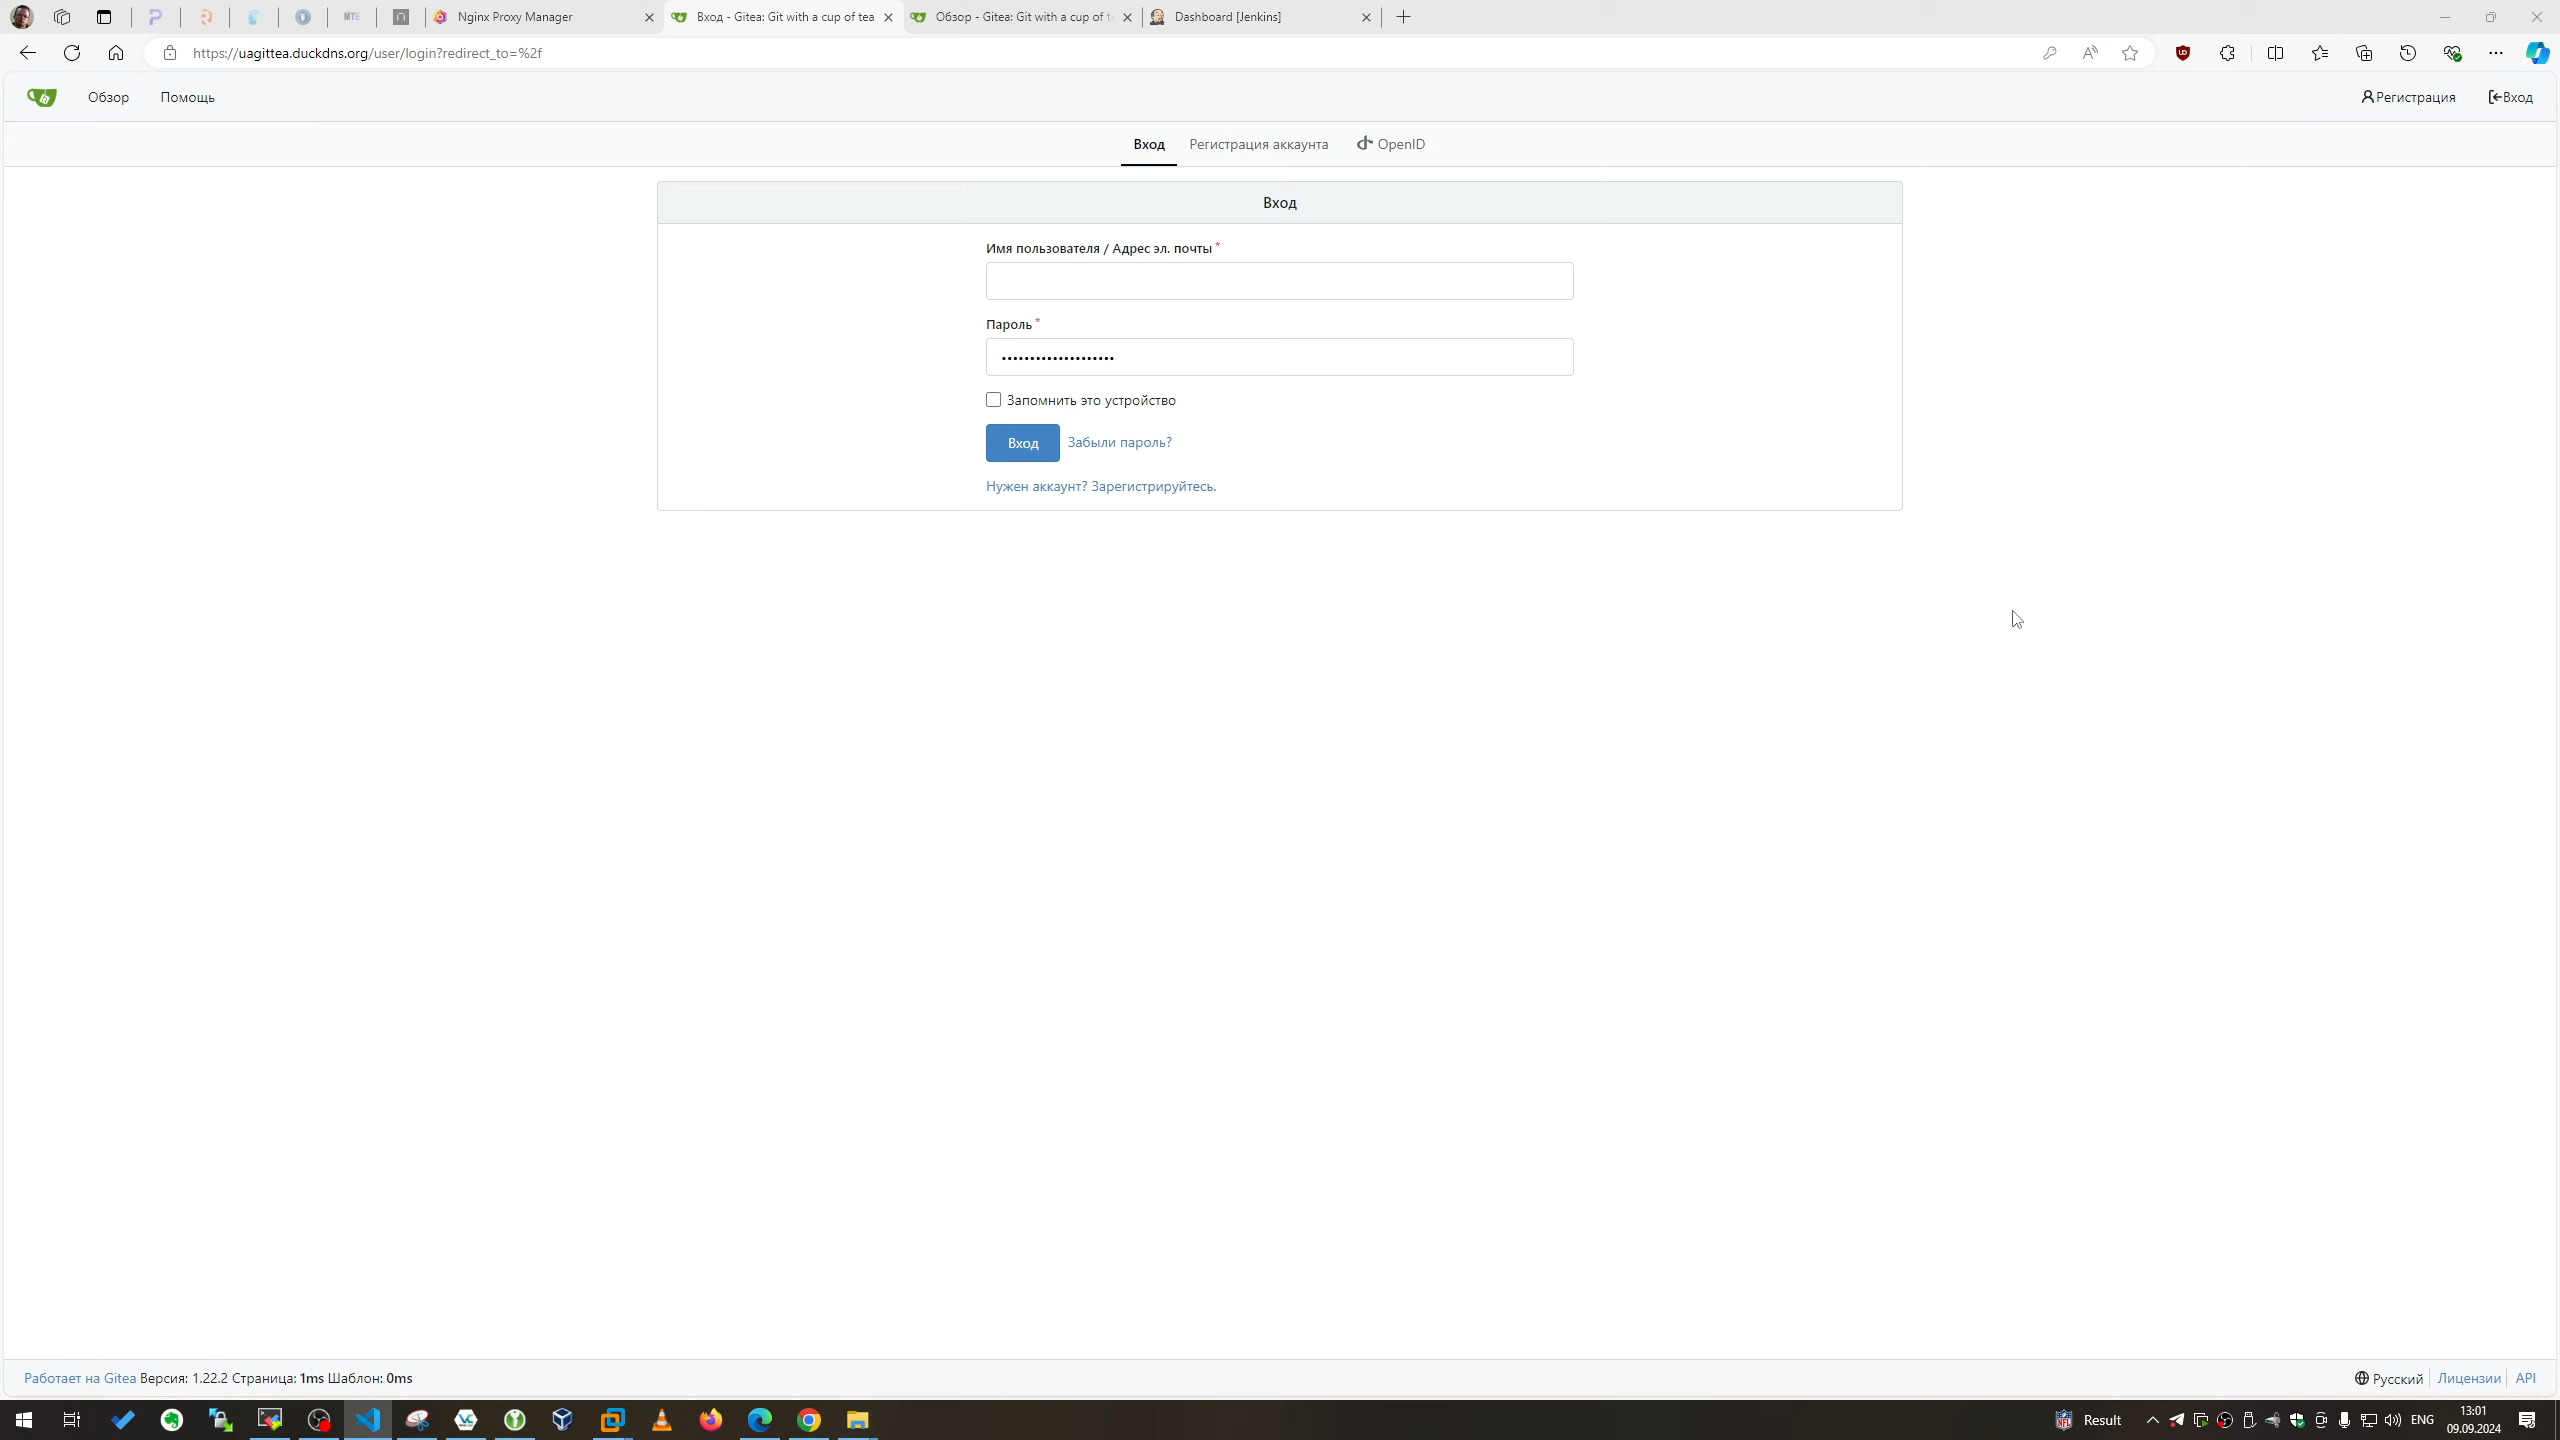 Nginx Proxy Manager
Вход - Gitea: Git with a cup of tea
Обзор - Gitea: Git with a cup of te
Dashboard [Jenkins]
https://uagittea.duckdns.org/user/login?redirect_to=%2f
Обзор
Помощь
Регистрация
Вход
Вход
Регистрация аккаунта
OpenID
Вход
Имя пользователя / Адрес эл. почты *
Пароль *
Запомнить это устройство
Вход
Забыли пароль?
Нужен аккаунт? Зарегистрируйтесь.
Работает на Gitea Версия: 1.22.2 Страница: 1ms Шаблон: 0ms
Русский
Лицензии
API
Result
ENG
13:01
09.09.2024